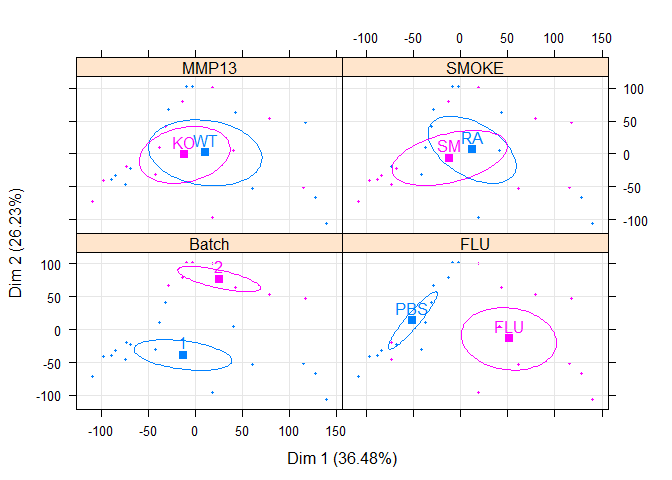 -100 -50 0 50 100 150
MMP13 SMOKE
KO WT
SM RA
100
50
0
-50
-100
Batch FLU
2
1
PBS
FLU
100
50
0
-50
-100
-100 -50 0 50 100 150
Dim 2 (26.23%)
Dim 1 (36.48%)